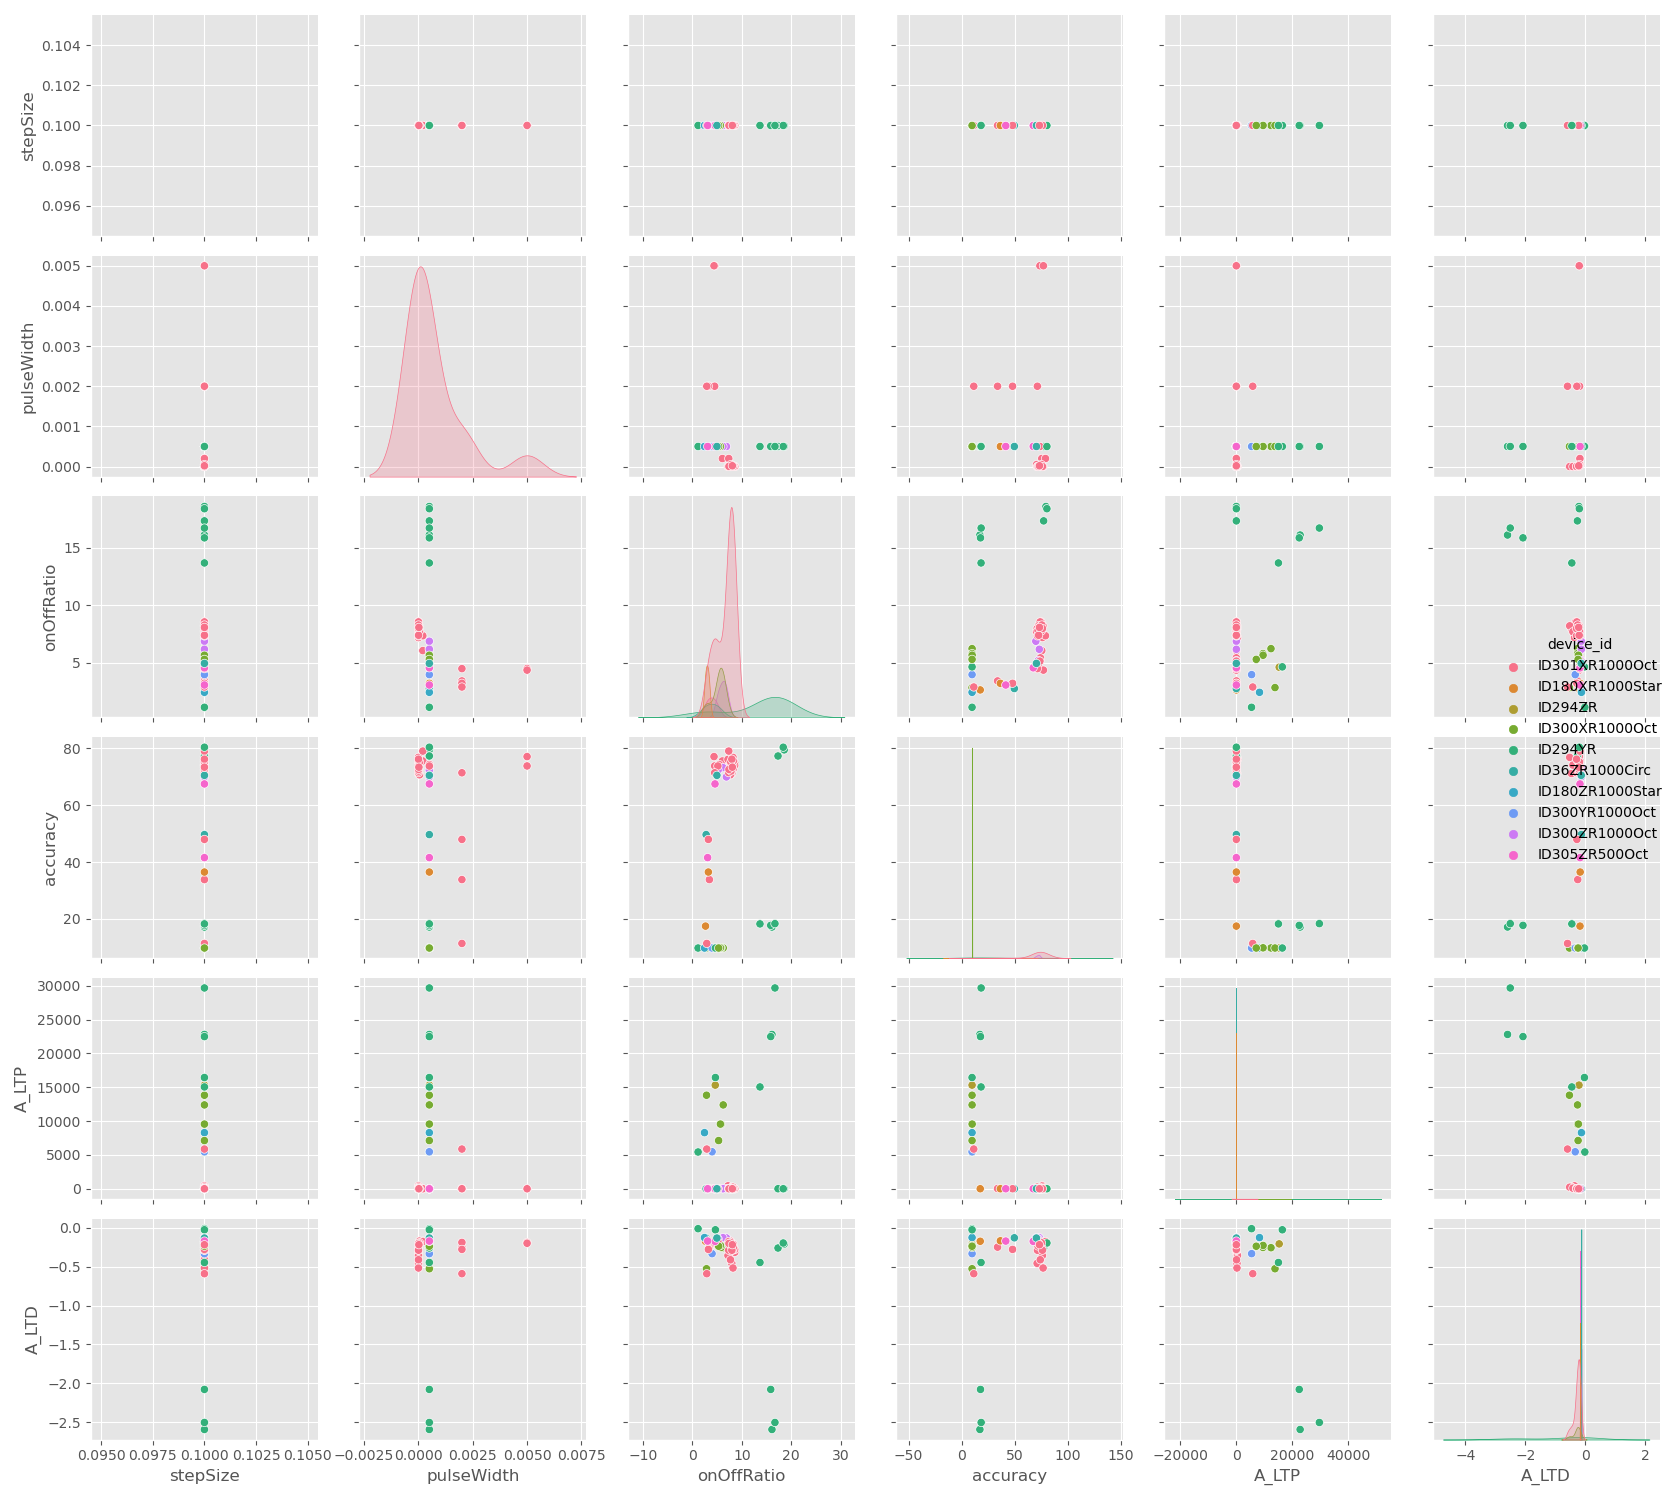 0.104
0.102
0.100
0.098
0.096
stepSize
0.005
0.004
0.003
0.002
0.001
0.000
pulseWidth
15
10
5
onOffRatio
device_id
ID301XR1000Oct
ID180XR1000Star
ID294ZR
ID300XR1000Oct
ID294YR
ID36ZR1000Circ
ID180ZR1000Star
ID300YR1000Oct
ID300ZR1000Oct
ID305ZR500Oct
80
60
40
20
accuracy
30000
25000
20000
15000
10000
5000
0
A_LTP
0.0
−0.5
−1.0
−1.5
−2.0
−2.5
A_LTD
0.0950 0.0975 0.1000 0.1025 0.1050
stepSize
−0.0025 0.0000 0.0025 0.0050 0.0075
pulseWidth
−10 0 10 20 30
onOffRatio
−50 0 50 100 150
accuracy
−20000 0 20000 40000
A_LTP
−4 −2 0 2
A_LTD